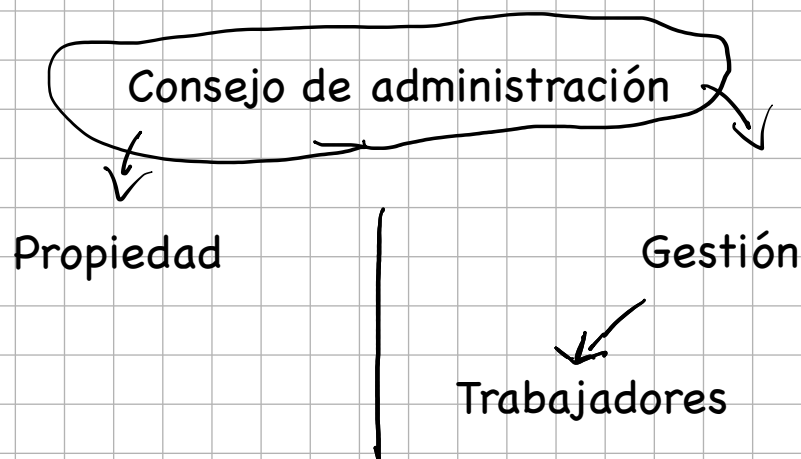 Consejo de administración
Propiedad
Gestión
Trabajadores